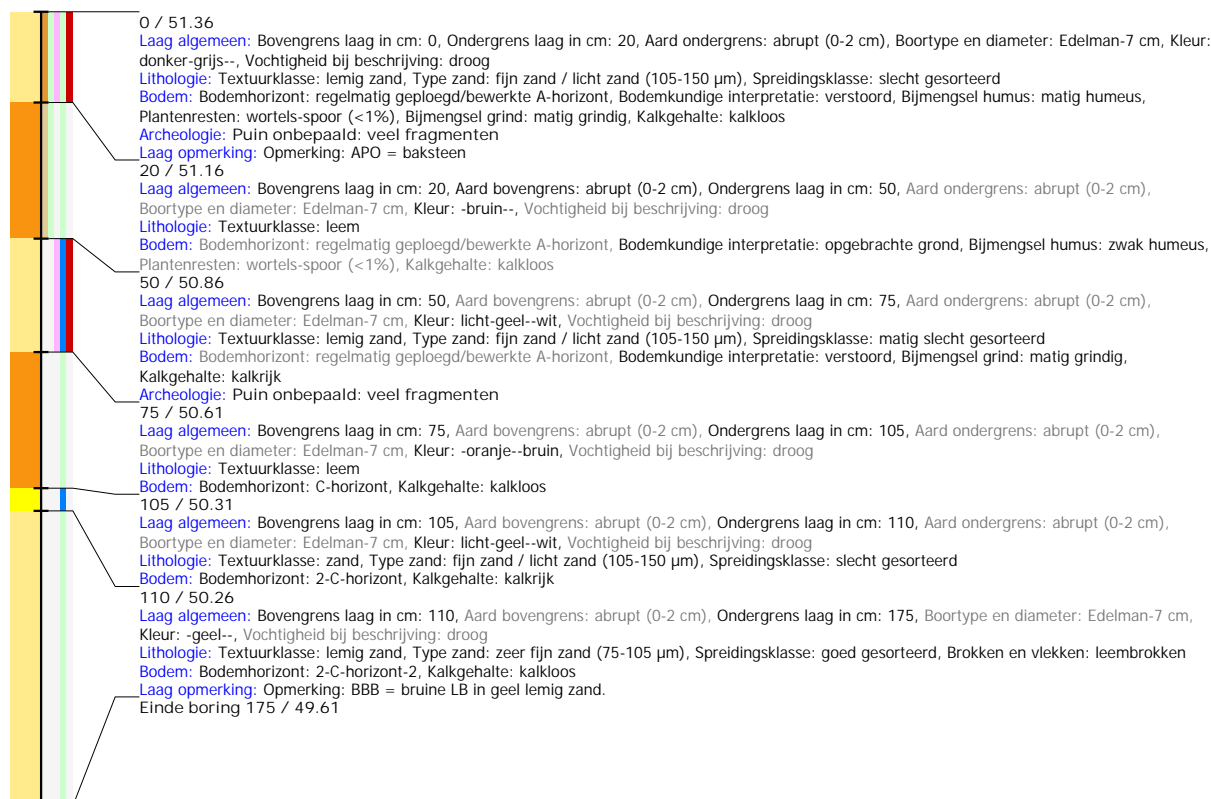 0 / 51.36
Laag algemeen: Bovengrens laag in cm: 0, Ondergrens laag in cm: 20, Aard ondergrens: abrupt (0-2 cm), Boortype en diameter: Edelman-7 cm, Kleur:
donker-grijs--, Vochtigheid bij beschrijving: droog
Lithologie: Textuurklasse: lemig zand, Type zand: fijn zand / licht zand (105-150 µm), Spreidingsklasse: slecht gesorteerd
Bodem: Bodemhorizont: regelmatig geploegd/bewerkte A-horizont, Bodemkundige interpretatie: verstoord, Bijmengsel humus: matig humeus,
Plantenresten: wortels-spoor (<1%), Bijmengsel grind: matig grindig, Kalkgehalte: kalkloos
Archeologie: Puin onbepaald: veel fragmenten
Laag opmerking: Opmerking: APO = baksteen
20 / 51.16
Laag algemeen: Bovengrens laag in cm: 20, Aard bovengrens: abrupt (0-2 cm), Ondergrens laag in cm: 50, Aard ondergrens: abrupt (0-2 cm),
Boortype en diameter: Edelman-7 cm, Kleur: -bruin--, Vochtigheid bij beschrijving: droog
Lithologie: Textuurklasse: leem
Bodem: Bodemhorizont: regelmatig geploegd/bewerkte A-horizont, Bodemkundige interpretatie: opgebrachte grond, Bijmengsel humus: zwak humeus,
Plantenresten: wortels-spoor (<1%), Kalkgehalte: kalkloos
50 / 50.86
Laag algemeen: Bovengrens laag in cm: 50, Aard bovengrens: abrupt (0-2 cm), Ondergrens laag in cm: 75, Aard ondergrens: abrupt (0-2 cm),
Boortype en diameter: Edelman-7 cm, Kleur: licht-geel--wit, Vochtigheid bij beschrijving: droog
Lithologie: Textuurklasse: lemig zand, Type zand: fijn zand / licht zand (105-150 µm), Spreidingsklasse: matig slecht gesorteerd
Bodem: Bodemhorizont: regelmatig geploegd/bewerkte A-horizont, Bodemkundige interpretatie: verstoord, Bijmengsel grind: matig grindig,
Kalkgehalte: kalkrijk
Archeologie: Puin onbepaald: veel fragmenten
75 / 50.61
Laag algemeen: Bovengrens laag in cm: 75, Aard bovengrens: abrupt (0-2 cm), Ondergrens laag in cm: 105, Aard ondergrens: abrupt (0-2 cm),
Boortype en diameter: Edelman-7 cm, Kleur: -oranje--bruin, Vochtigheid bij beschrijving: droog
Lithologie: Textuurklasse: leem
Bodem: Bodemhorizont: C-horizont, Kalkgehalte: kalkloos
105 / 50.31
Laag algemeen: Bovengrens laag in cm: 105, Aard bovengrens: abrupt (0-2 cm), Ondergrens laag in cm: 110, Aard ondergrens: abrupt (0-2 cm),
Boortype en diameter: Edelman-7 cm, Kleur: licht-geel--wit, Vochtigheid bij beschrijving: droog
Lithologie: Textuurklasse: zand, Type zand: fijn zand / licht zand (105-150 µm), Spreidingsklasse: slecht gesorteerd
Bodem: Bodemhorizont: 2-C-horizont, Kalkgehalte: kalkrijk
110 / 50.26
Laag algemeen: Bovengrens laag in cm: 110, Aard bovengrens: abrupt (0-2 cm), Ondergrens laag in cm: 175, Boortype en diameter: Edelman-7 cm,
Kleur: -geel--, Vochtigheid bij beschrijving: droog
Lithologie: Textuurklasse: lemig zand, Type zand: zeer fijn zand (75-105 µm), Spreidingsklasse: goed gesorteerd, Brokken en vlekken: leembrokken
Bodem: Bodemhorizont: 2-C-horizont-2, Kalkgehalte: kalkloos
Laag opmerking: Opmerking: BBB = bruine LB in geel lemig zand.
Einde boring 175 / 49.61